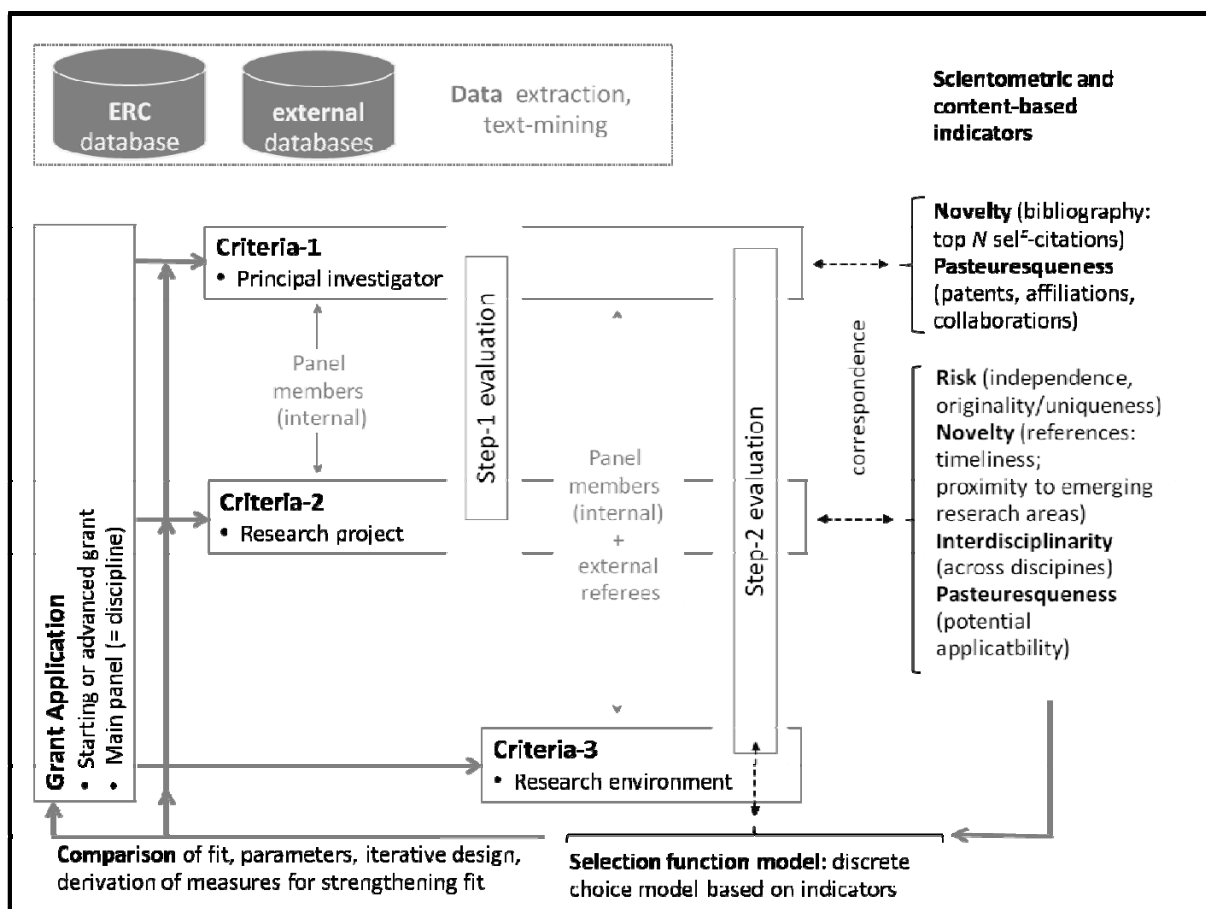 ERC
database
external
databases
Data extraction,
text-mining
Scientometric and
content-based
indicators
Criteria-1
• Principal investigator
Panel
members
(internal)
Step-1 evaluation
Criteria-2
• Research project
Panel
members
(internal)
+
external
referees
Step-2 evaluation
Criteria-3
• Research environment
correspondence
Novelty (bibliography:
top N self-citations)
Pasteuresqueness
(patents, affiliations,
collaborations)
Risk (independence,
originality/uniqueness)
Novelty (references:
timeliness;
proximity to emerging
reserach areas)
Interdisciplinarity
(across discipines)
Pasteuresqueness
(potential
applicatbility)
Grant Application
• Starting or advanced grant
• Main panel (= discipline)
Comparison of fit, parameters, iterative design,
derivation of measures for strengthening fit
Selection function model: discrete
choice model based on indicators